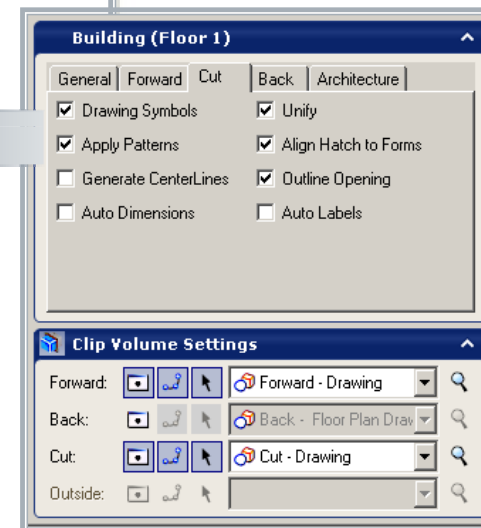 Building (Floor 1)
General Forward Cut Back Architecture
Drawing Symbols Unify
Apply Patterns Align Hatch to Forms
Generate CenterLines Outline Opening
Auto Dimensions Auto Labels
Clip Volume Settings
Forward: Forward - Drawing
Back: Back - Floor Plan Draw
Cut: Cut - Drawing
Outside: